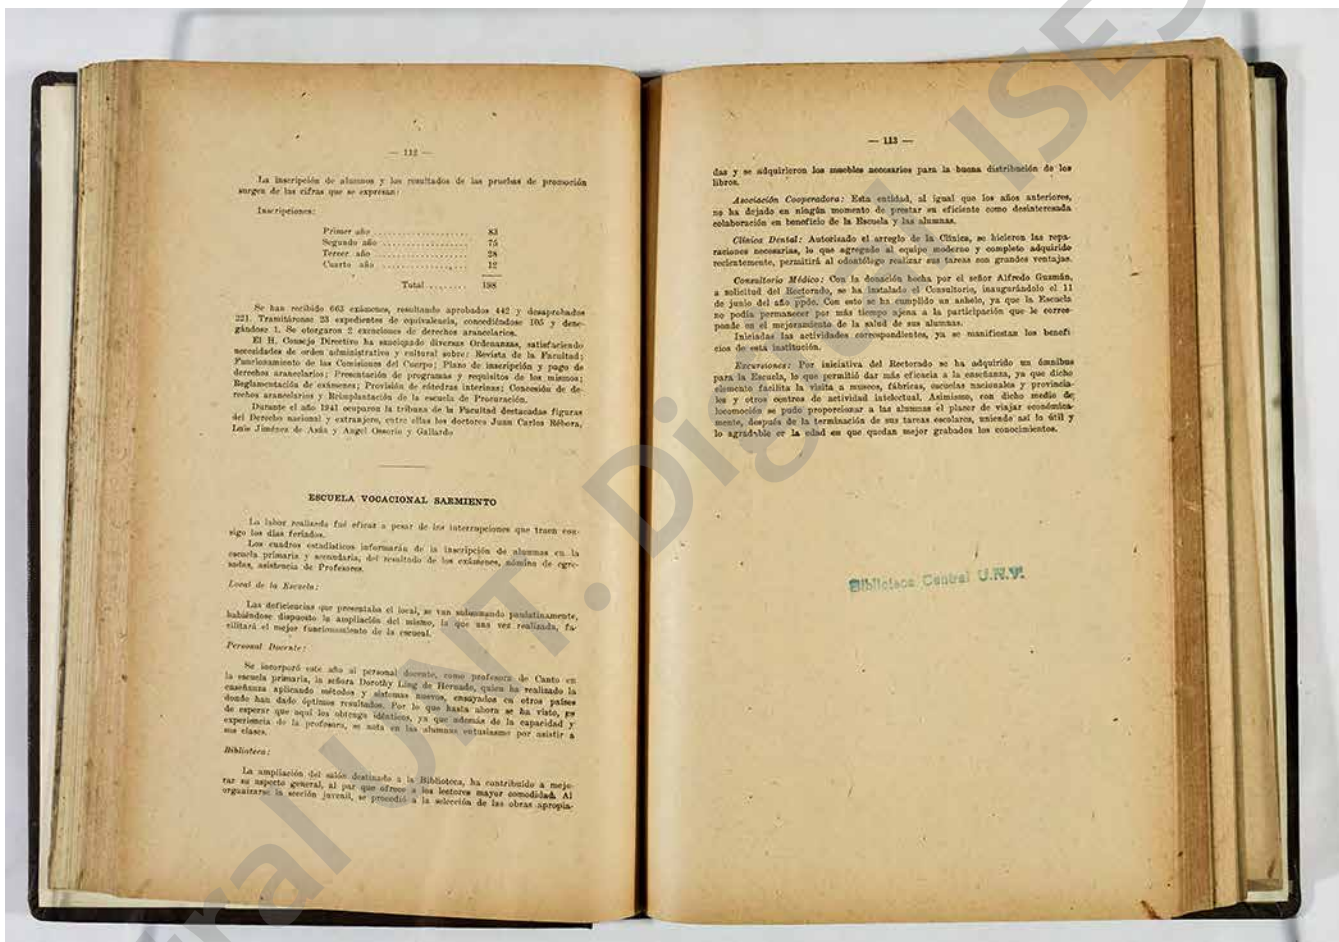 — 112 —
La inscripción de alumnos y los resultados de las pruebas de promoción
surgen de las cifras que se expresan:
Inscripciones:
Primer año ...................... 83
Segundo año ................... 75
Tercer año ...................... 28
Cuarto año ..................... 12
Total ........ 198
Se han recibido 663 exámenes, resultando aprobados 442 y desaprobados
221. Tramitáronse 23 expedientes de equivalencia, concediéndose 105 y dene-
gándose 1. Se otorgaron 2 exenciones de derechos arancelarios.
El H. Consejo Directivo ha sancionado diversas Ordenanzas, satisfaciendo
necesidades de orden administrativo y cultural sobre: Revista de la Facultad;
Funcionamiento de las Comisiones del Cuerpo; Plazo de inscripción y pago de
derechos arancelarios; Presentación de programas y requisitos de los mismos;
Reglamentación de exámenes; Provisión de cátedras interinas; Concesión de de-
rechos arancelarios y Reimplantación de la escuela de Procuración.
Durante el año 1941 ocuparon la tribuna de la Facultad destacadas figuras
del Derecho nacional y extranjero, entre ellas los doctores Juan Carlos Rébora,
Luis Jiménez de Asúa y Angel Ossorio y Gallardo
ESCUELA VOCACIONAL SARMIENTO
La labor realizada fué eficaz a pesar de las interrupciones que traen con-
sigo los días feriados.
Los cuadros estadísticos informarán de la inscripción de alumnas en la
escuela primaria y secundaria, del resultado de los exámenes, nómina de egre-
sadas, asistencia de Profesores.
Local de la Escuela:
Las deficiencias que presentaba el local, se van subsanando paulatinamente,
habiéndose dispuesto la ampliación del mismo, la que una vez realizada, fa-
cilitará el mejor funcionamiento de la escueal.
Personal Docente:
Se incorporó este año al personal docente, como profesora de Canto en
la escuela primaria, la señora Dorothy Ling de Hernado, quien ha realizado la
enseñanza aplicando métodos y sistemas nuevos, ensayados en otros países
donde han dado óptimos resultados. Por lo que hasta ahora se ha visto, es
de esperar que aquí los obtenga idénticos, ya que además de la capacidad y
experiencia de la profesora, se nota en las alumnas entusiasmo por asistir a
sus clases.
Biblioteca:
La ampliación del salón destinado a la Biblioteca, ha contribuido a mejo-
rar su aspecto general, al par que ofrece a los lectores mayor comodidad. Al
organizarse la sección juvenil, se procedió a la selección de las obras apropia-
— 113 —
das y se adquirieron los muebles necesarios para la buena distribución de los
libros.
Asociación Cooperadora: Esta entidad, al igual que los años anteriores,
no ha dejado en ningún momento de prestar su eficiente como desinteresada
colaboración en beneficio de la Escuela y las alumnas.
Clínica Dental: Autorizado el arreglo de la Clínica, se hicieron las repa-
raciones necesarias, lo que agregado al equipo moderno y completo adquirido
recientemente, permitirá al odontólogo realizar sus tareas con grandes ventajas.
Consultorio Médico: Con la donación hecha por el señor Alfredo Guzmán,
a solicitud del Rectorado, se ha instalado el Consultorio, inaugurándolo el 11
de junio del año ppdo. Con esto se ha cumplido un anhelo, ya que la Escuela
no podía permanecer por más tiempo ajena a la participación que le corres-
ponde en el mejoramiento de la salud de sus alumnas.
Iniciadas las actividades correspondientes, ya se manifiestan los benefi
cios de esta institución.
Excursiones: Por iniciativa del Rectorado se ha adquirido un ómnibus
para la Escuela, lo que permitió dar más eficacia a la enseñanza, ya que dicho
elemento facilita la visita a museos, fábricas, escuelas nacionales y provincia-
les y otros centros de actividad intelectual. Asimismo, con dicho medio de
locomoción se pudo proporcionar a las alumnas el placer de viajar económica-
mente, después de la terminación de sus tareas escolares, uniendo así lo útil y
lo agradable er la edad en que quedan mejor grabados los conocimientos.
Biblioteca Central U.N.T.